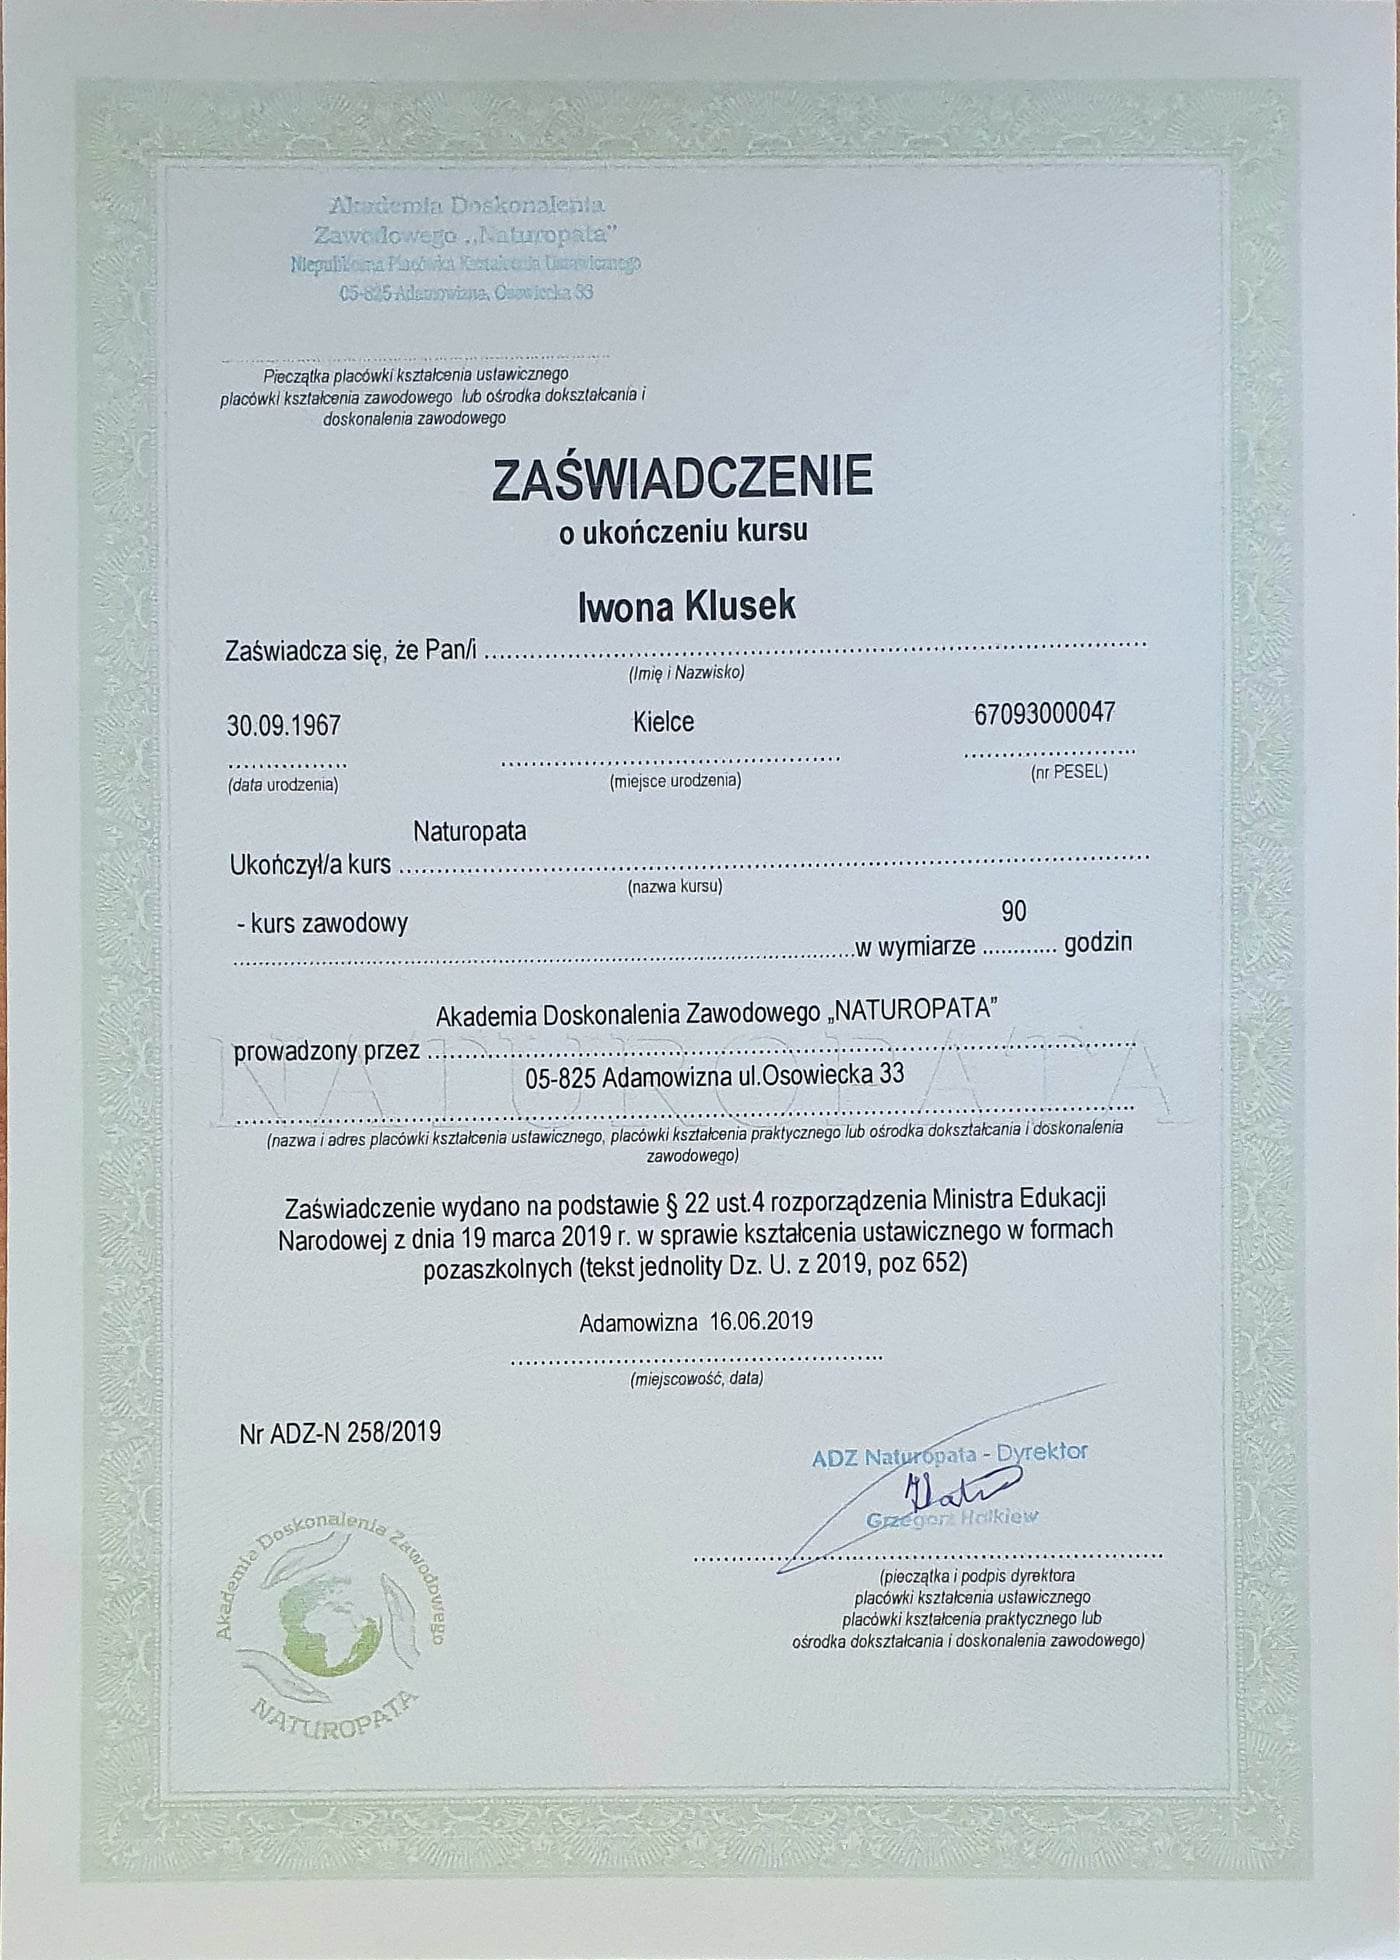 Akademia Doskonalenia
Zawodowego „Naturopata”
Niepubliczna Placówka Kształcenia Ustawicznego
05-825 Adamowizna, Osowiecka 33
Pieczątka placówki kształcenia ustawicznego
placówki kształcenia zawodowego lub ośrodka dokształcania i
doskonalenia zawodowego
ZAŚWIADCZENIE
o ukończeniu kursu
Iwona Klusek
Zaświadcza się, że Pan/i ........................................
(Imię i Nazwisko)
30.09.1967 Kielce 67093000047
(data urodzenia) (miejsce urodzenia) (nr PESEL)
Naturopata
Ukończył/a kurs ........................................
(nazwa kursu)
- kurs zawodowy 90
........................................w wymiarze ............ godzin
Akademia Doskonalenia Zawodowego „NATUROPATA”
prowadzony przez ........................................
NATUROPATA
05-825 Adamowizna ul.Osowiecka 33
(nazwa i adres placówki kształcenia ustawicznego, placówki kształcenia praktycznego lub ośrodka dokształcania i doskonalenia
zawodowego)
Zaświadczenie wydano na podstawie § 22 ust.4 rozporządzenia Ministra Edukacji
Narodowej z dnia 19 marca 2019 r. w sprawie kształcenia ustawicznego w formach
pozaszkolnych (tekst jednolity Dz. U. z 2019, poz 652)
Adamowizna 16.06.2019
(miejscowość, data)
Nr ADZ-N 258/2019
ADZ Naturopata - Dyrektor
Grzegorz Halkiew
(pieczątka i podpis dyrektora
placówki kształcenia ustawicznego
placówki kształcenia praktycznego lub
ośrodka dokształcania i doskonalenia zawodowego)
Akademia Doskonalenia Zawodowego
NATUROPATA